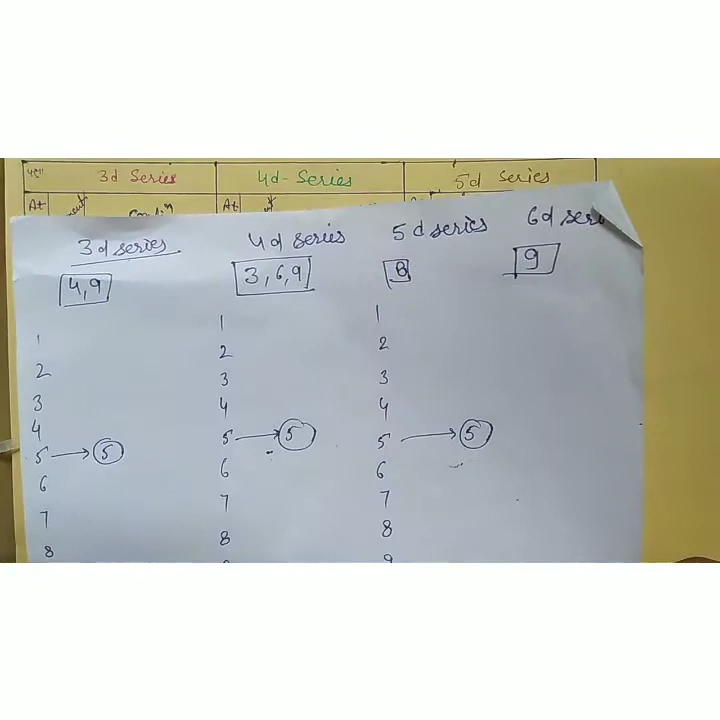 3d Series 4d-Series 5d Series
At At
3d series 4d series 5d series 6d seri
4,9 3,6,9 8 9
1 1 1
2 2 2
3 3 3
4 4 4
5 → 5 5 → 5 5 → 5
6 6 6
7 7 7
8 8 8
9